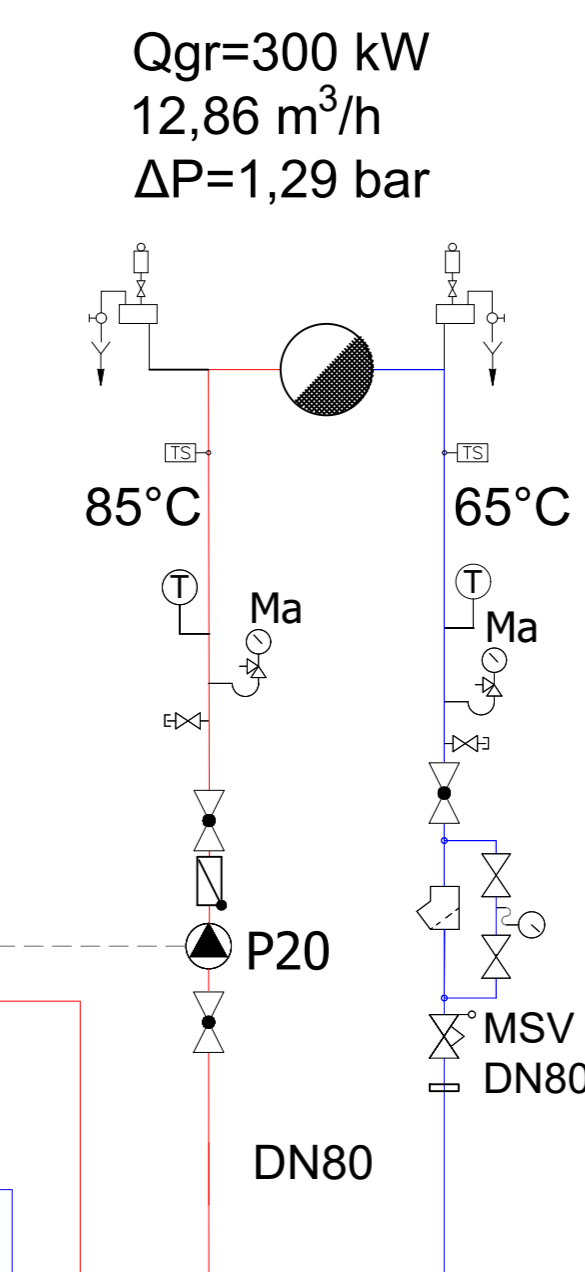 Qgr=300 kW
12,86 m³/h
ΔP=1,29 bar
TS
TS
85°C
65°C
T
T
Ma
Ma
P20
MSV
DN80
DN80